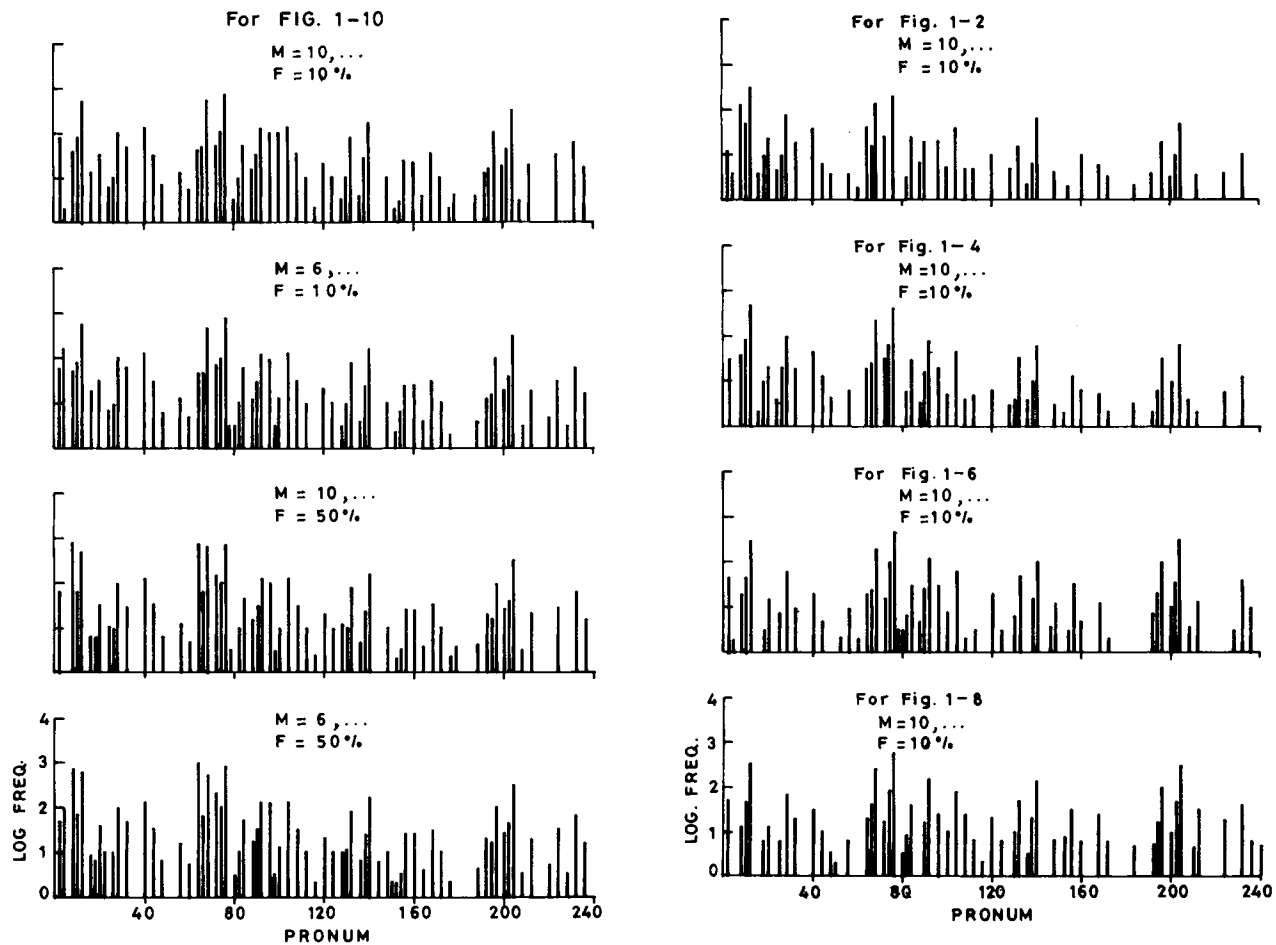 For FIG. 1-10
M = 10, ...
F = 10%
M = 6, ...
F = 10%
M = 10, ...
F = 50%
M = 6, ...
F = 50%
4
3
2
1
0
LOG FREQ.
40
80
120
160
200
240
PRONUM
For Fig. 1-2
M = 10, ...
F = 10%
For Fig. 1-4
M = 10, ...
F = 10%
For Fig. 1-6
M = 10, ...
F = 10%
For Fig. 1-8
M = 10, ...
F = 10%
4
3
2
1
0
LOG. FREQ.
40
80
120
160
200
240
PRONUM